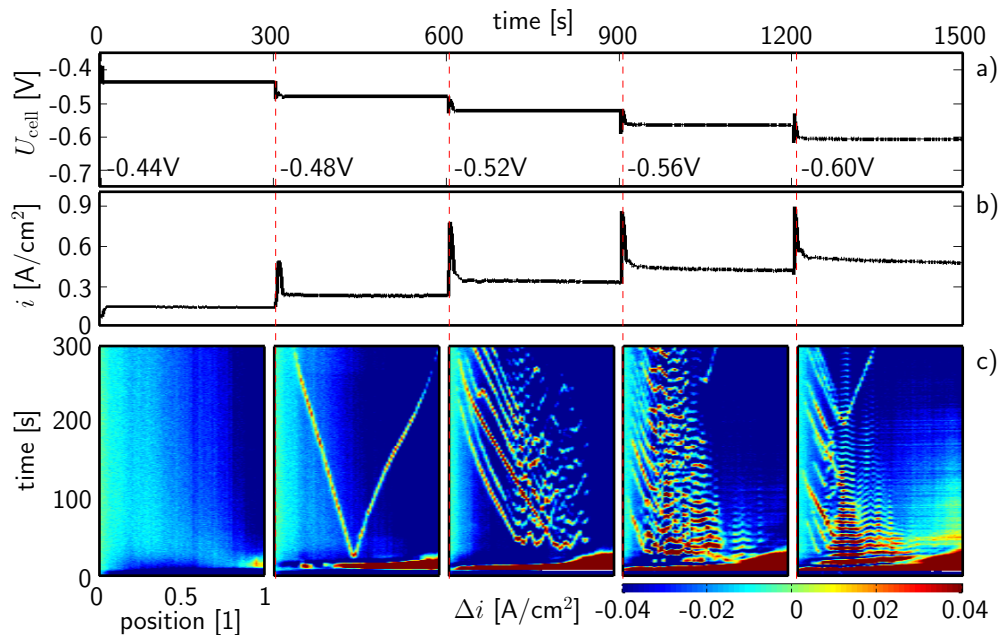 time [s]
0 300 600 900 1200 1500
a)
U_cell [V]
-0.4
-0.5
-0.6
-0.7
-0.44V -0.48V -0.52V -0.56V -0.60V
b)
i [A/cm²]
0.9
0.6
0.3
0
c)
time [s]
300
200
100
0
0 1
position [1]
Δi [A/cm²] -0.04 -0.02 0 0.02 0.04